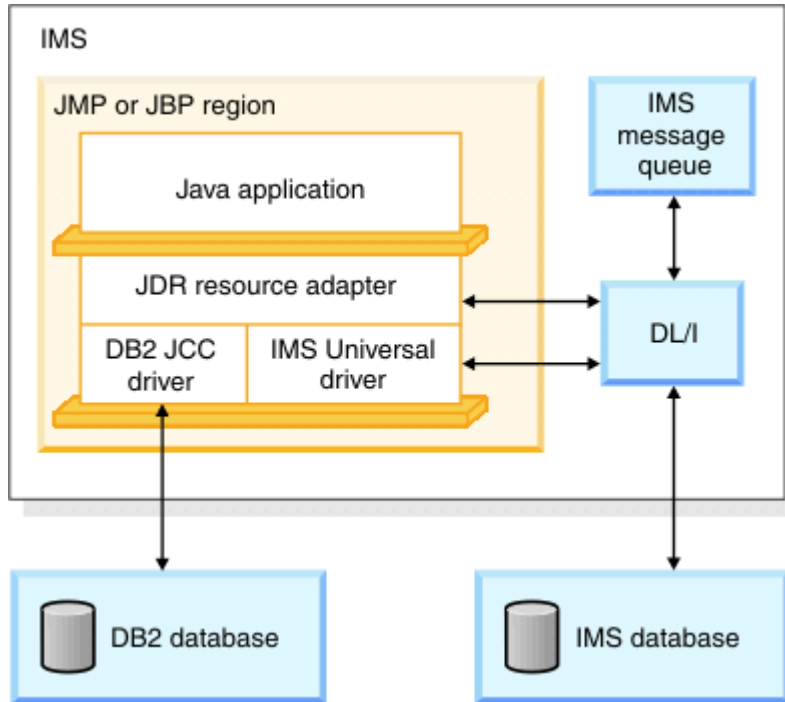 IMS
JMP or JBP region
Java application
JDR resource adapter
DB2 JCC
driver
IMS Universal
driver
IMS
message
queue
DL/I
DB2 database
IMS database